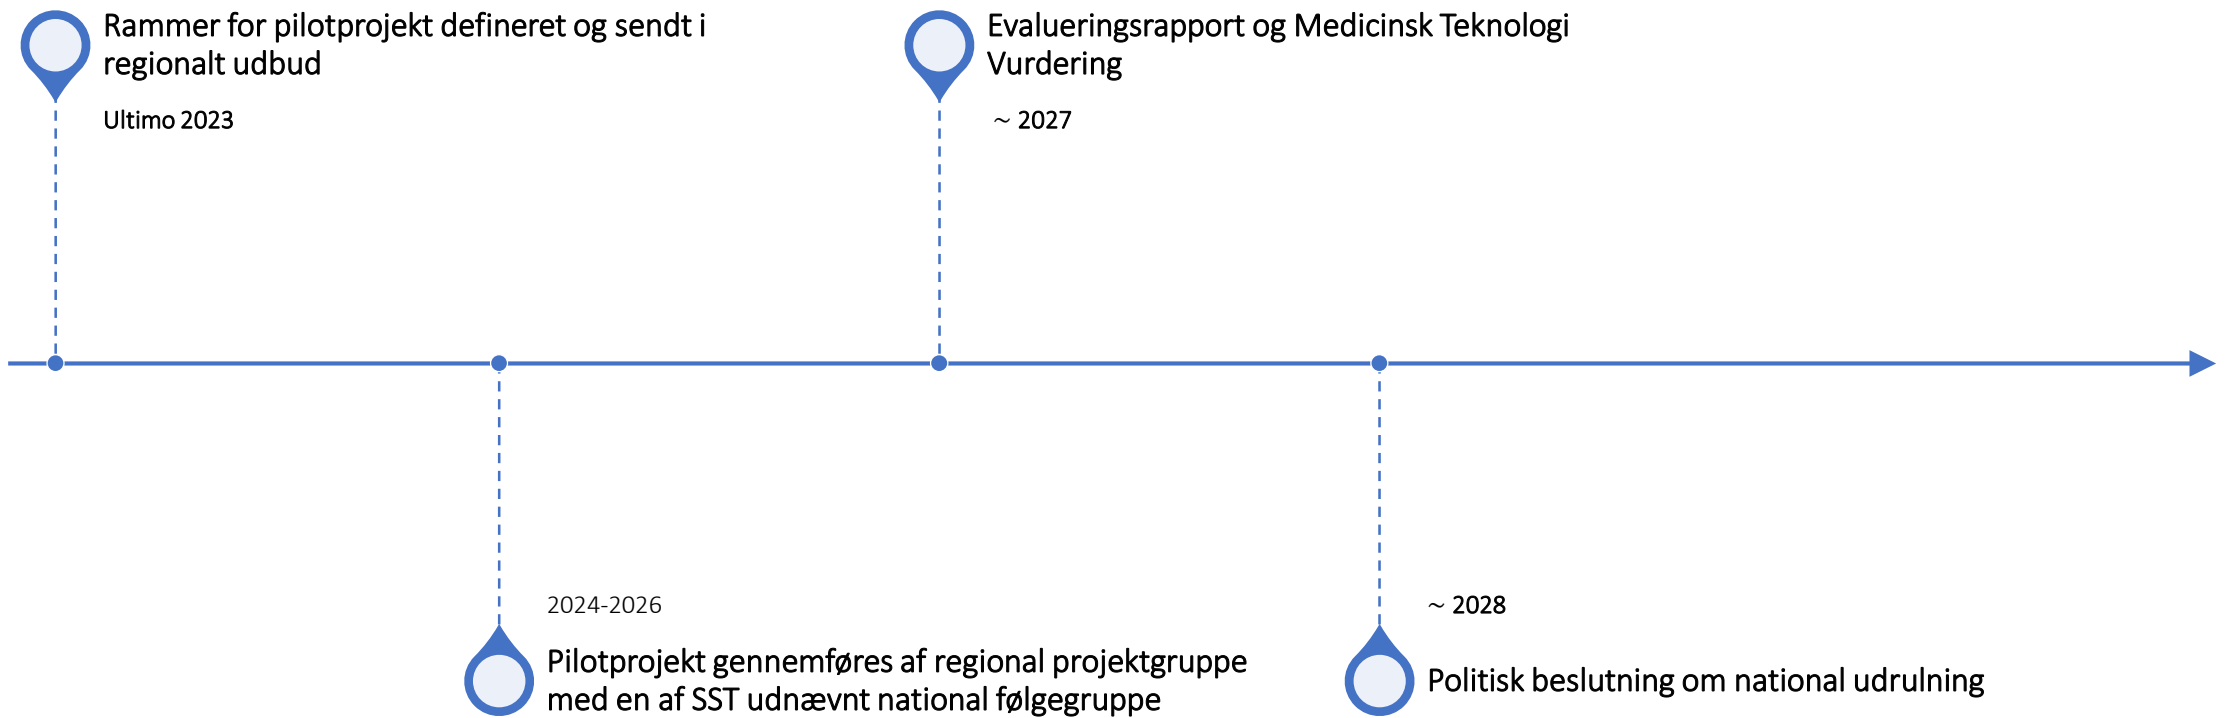 Rammer for pilotprojekt defineret og sendt i
regionalt udbud
Ultimo 2023
Evalueringsrapport og Medicinsk Teknologi
Vurdering
~ 2027
2024-2026
Pilotprojekt gennemføres af regional projektgruppe
med en af SST udnævnt national følgegruppe
~ 2028
Politisk beslutning om national udrulning